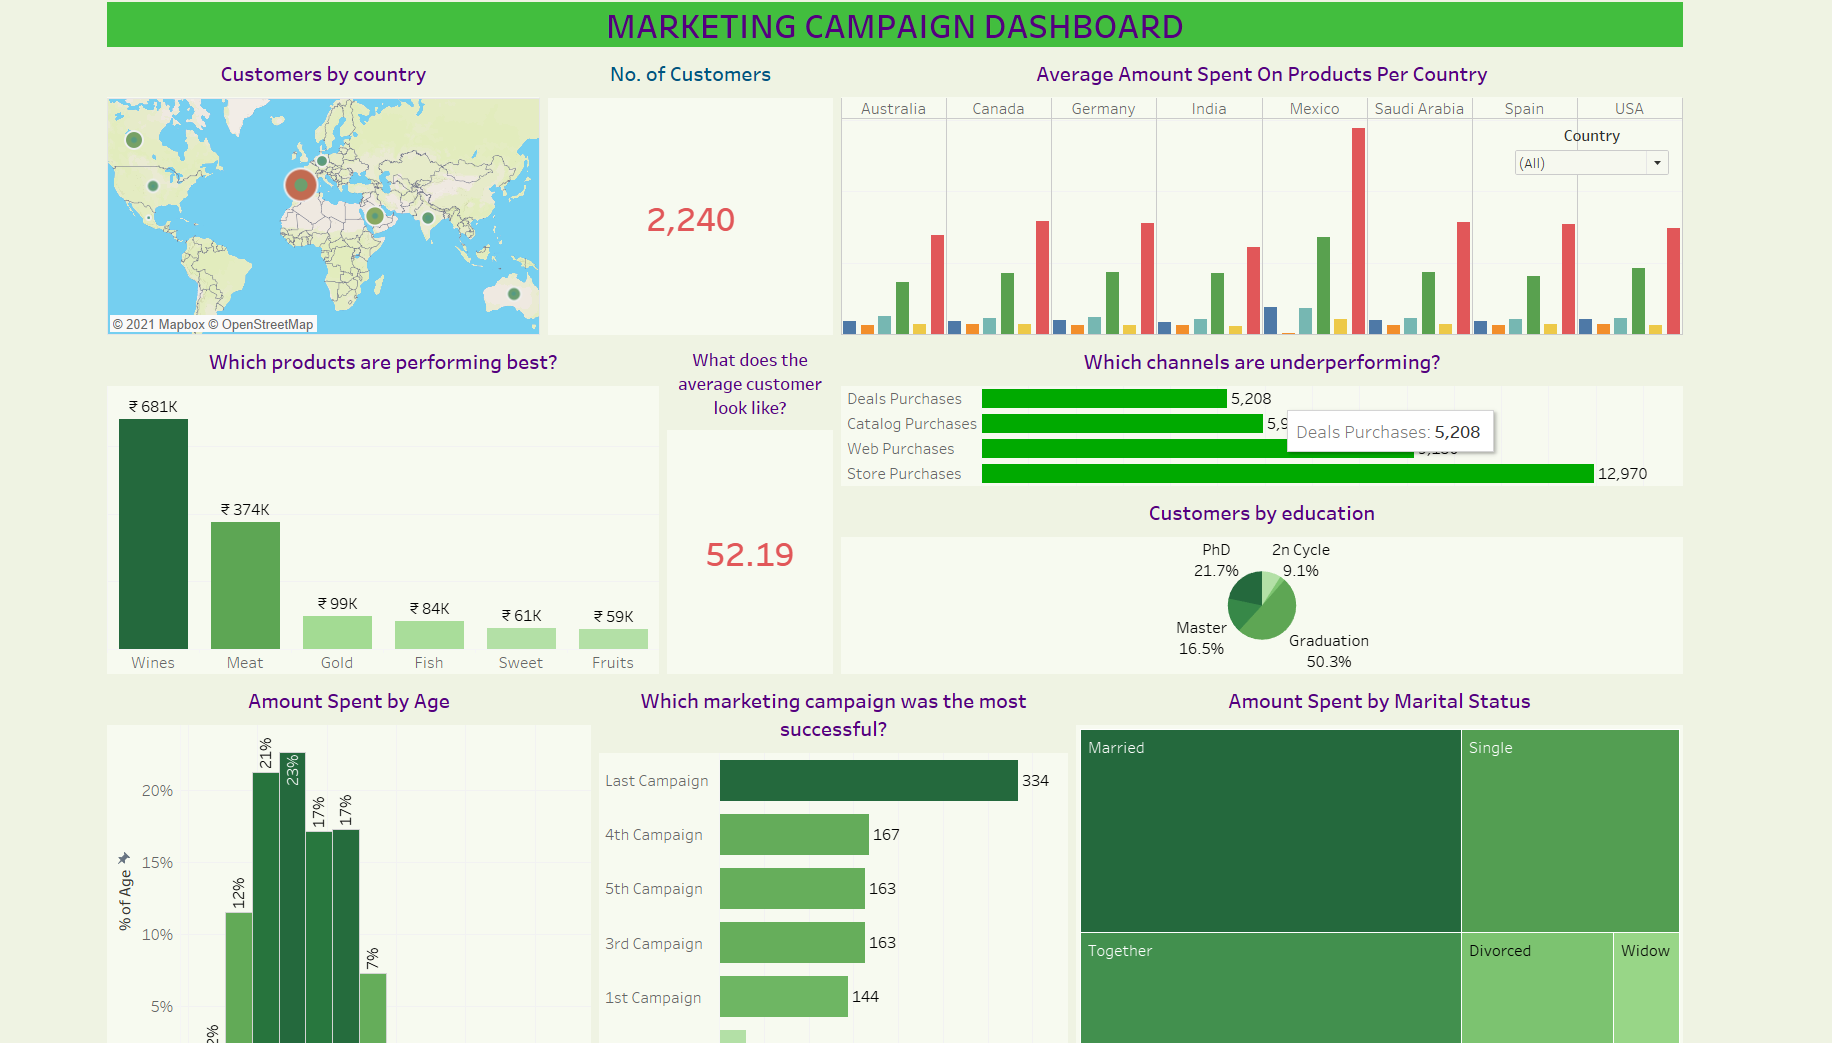 MARKETING CAMPAIGN DASHBOARD
Customers by country
© 2021 Mapbox © OpenStreetMap
No. of Customers
2,240
Average Amount Spent On Products Per Country
Australia
Canada
Germany
India
Mexico
Saudi Arabia
Spain
USA
Country
(All)
Which products are performing best?
₹ 681K
₹ 374K
₹ 99K
₹ 84K
₹ 61K
₹ 59K
Wines
Meat
Gold
Fish
Sweet
Fruits
What does the
average customer
look like?
52.19
Which channels are underperforming?
Deals Purchases
5,208
Catalog Purchases
5,9
Web Purchases
Store Purchases
12,970
Deals Purchases: 5,208
Customers by education
PhD
21.7%
2n Cycle
9.1%
Master
16.5%
Graduation
50.3%
Amount Spent by Age
% of Age
20%
15%
10%
5%
2%
12%
21%
23%
17%
17%
7%
Which marketing campaign was the most
successful?
Last Campaign
334
4th Campaign
167
5th Campaign
163
3rd Campaign
163
1st Campaign
144
Amount Spent by Marital Status
Married
Single
Together
Divorced
Widow